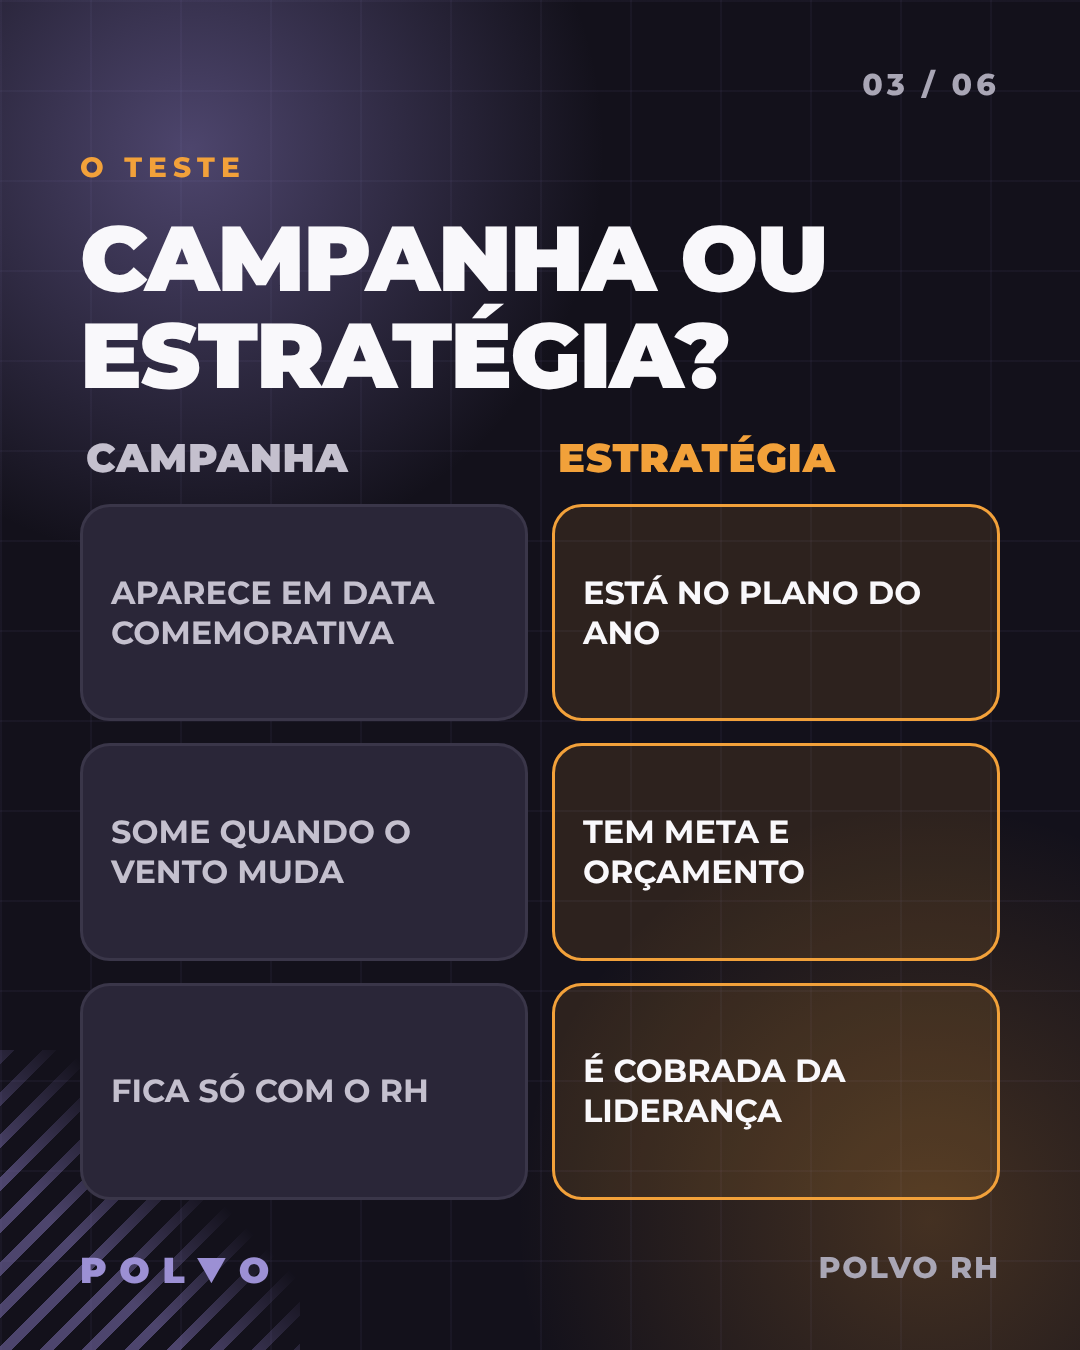 03 / 06
O TESTE
CAMPANHA OU
ESTRATÉGIA?
CAMPANHA
ESTRATÉGIA
APARECE EM DATA
COMEMORATIVA
ESTÁ NO PLANO DO
ANO
SOME QUANDO O
VENTO MUDA
TEM META E
ORÇAMENTO
FICA SÓ COM O RH
É COBRADA DA
LIDERANÇA
POLVO
POLVO RH